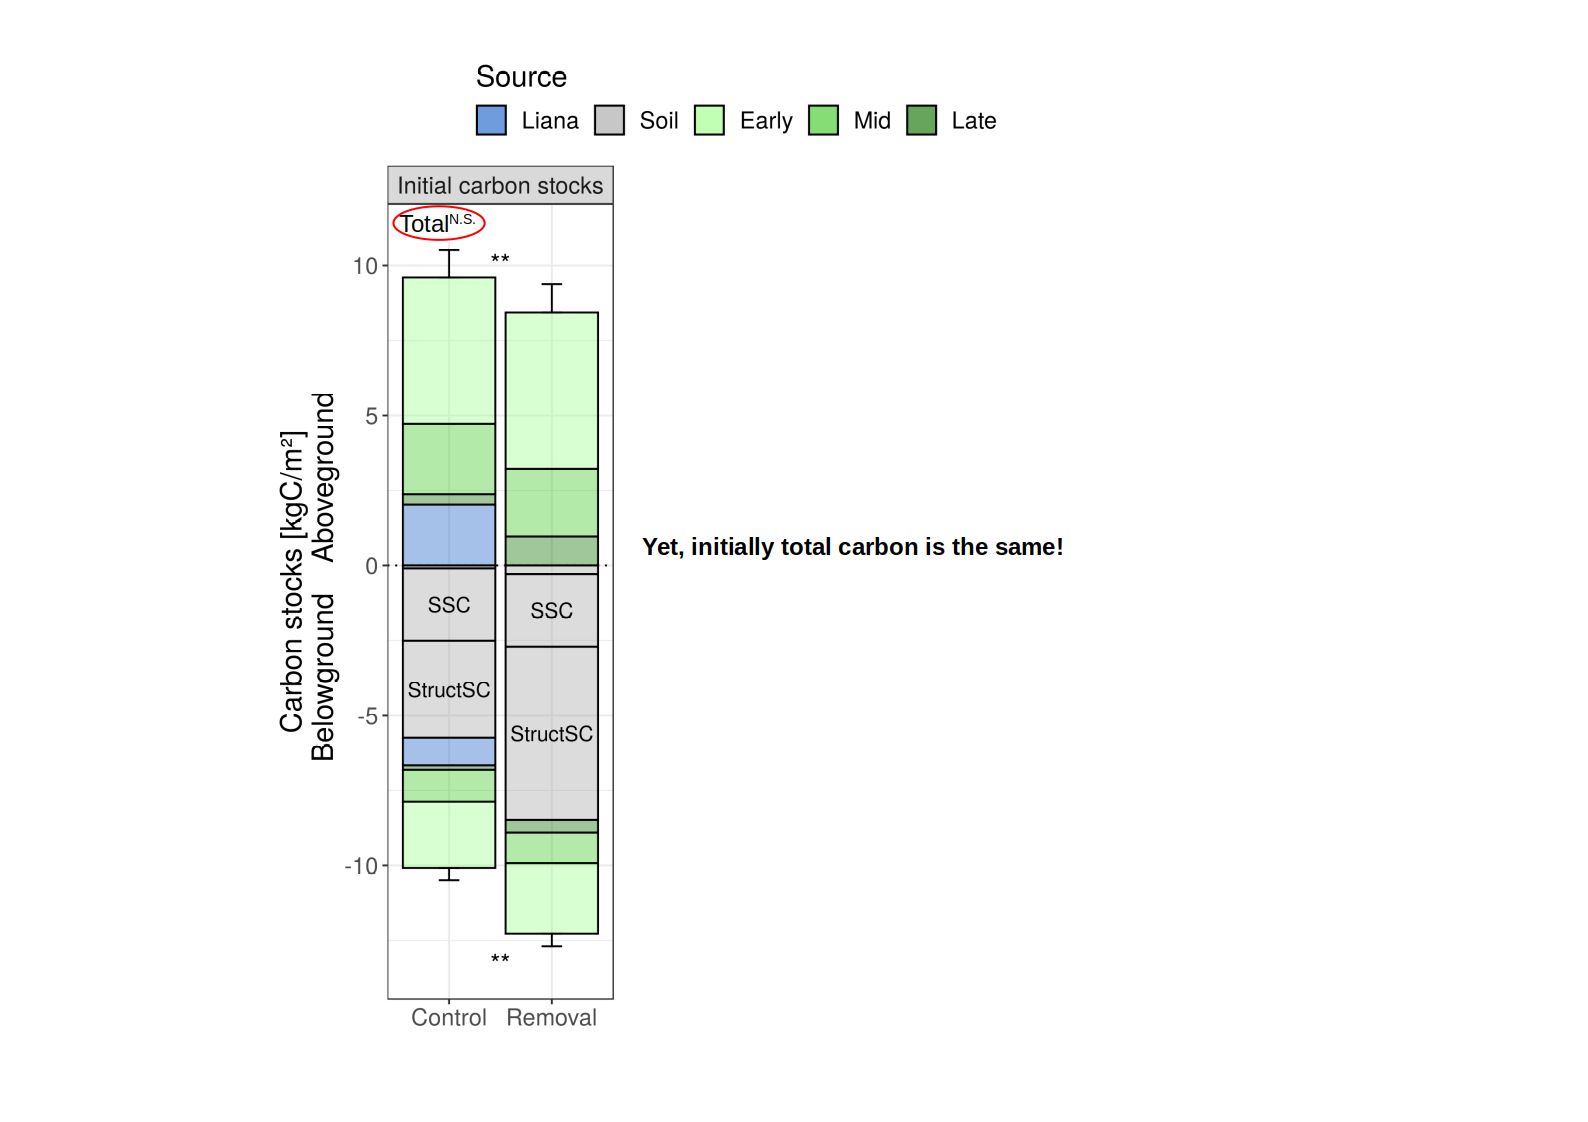 Source
Liana Soil Early Mid Late
Initial carbon stocks
Total^N.S.
**
10
5
0
-5
-10
Carbon stocks [kgC/m²]
Belowground Aboveground
SSC
SSC
StructSC
StructSC
**
Control Removal
Yet, initially total carbon is the same!